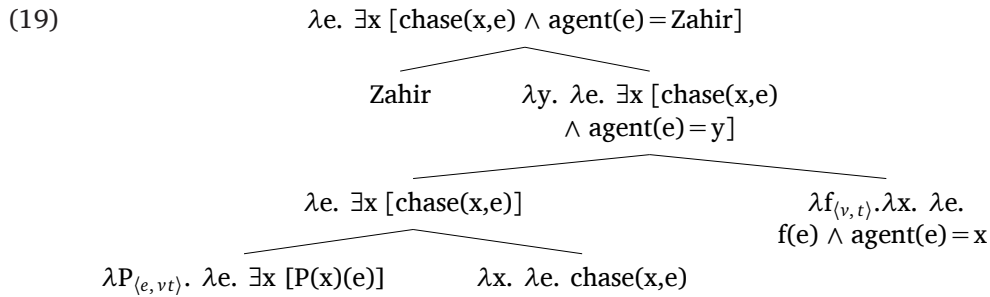 (19) λe. ∃x [chase(x,e) ∧ agent(e) = Zahir]
Zahir λy. λe. ∃x [chase(x,e)
∧ agent(e) = y]
λe. ∃x [chase(x,e)] λf⟨v,t⟩.λx. λe.
f(e) ∧ agent(e) = x
λP⟨e,vt⟩. λe. ∃x [P(x)(e)] λx. λe. chase(x,e)